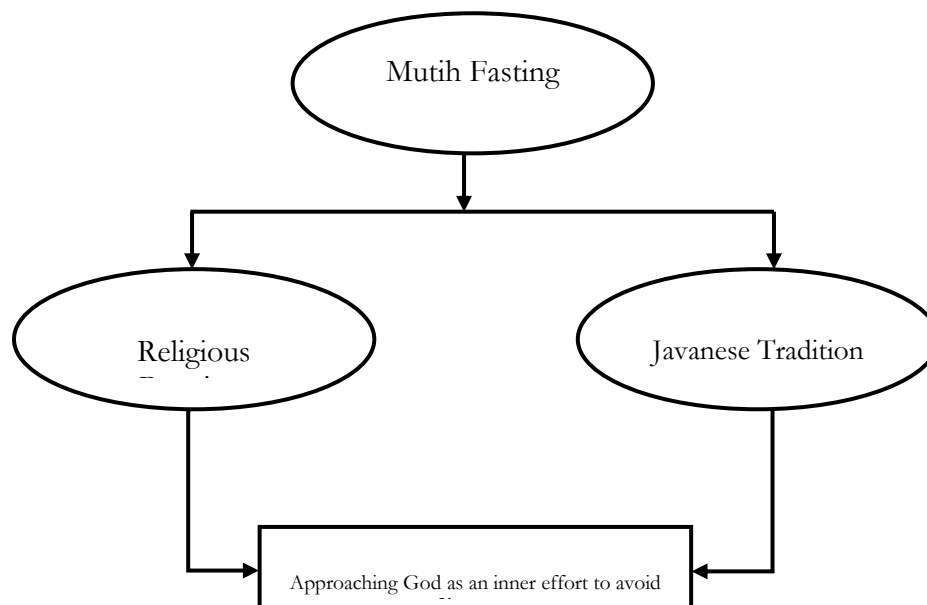 Mutih Fasting
Religious
Javanese Tradition
Approaching God as an inner effort to avoid